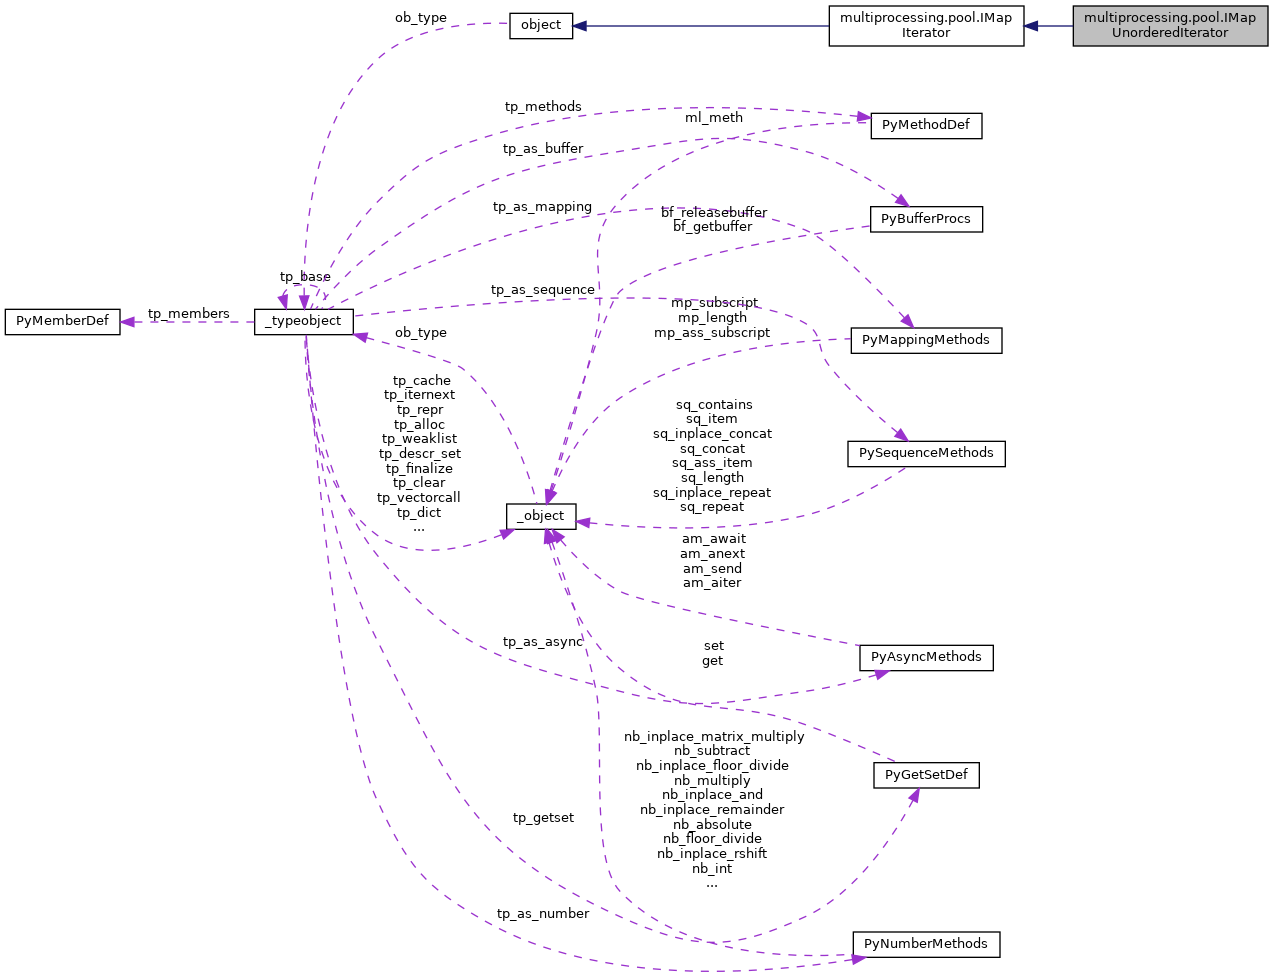 ob_type
object
multiprocessing.pool.IMap
Iterator
multiprocessing.pool.IMap
UnorderedIterator
tp_methods
ml_meth
PyMethodDef
tp_as_buffer
tp_as_mapping
bf_releasebuffer
bf_getbuffer
PyBufferProcs
tp_base
tp_as_sequence
mp_subscript
mp_length
mp_ass_subscript
PyMemberDef
tp_members
_typeobject
ob_type
PyMappingMethods
tp_cache
tp_iternext
tp_repr
tp_alloc
tp_weaklist
tp_descr_set
tp_finalize
tp_clear
tp_vectorcall
tp_dict
...
sq_contains
sq_item
sq_inplace_concat
sq_concat
sq_ass_item
sq_length
sq_inplace_repeat
sq_repeat
PySequenceMethods
_object
am_await
am_anext
am_send
am_aiter
tp_as_async
set
get
PyAsyncMethods
nb_inplace_matrix_multiply
nb_subtract
nb_inplace_floor_divide
nb_multiply
nb_inplace_and
nb_inplace_remainder
nb_absolute
nb_floor_divide
nb_inplace_rshift
nb_int
...
PyGetSetDef
tp_getset
tp_as_number
PyNumberMethods